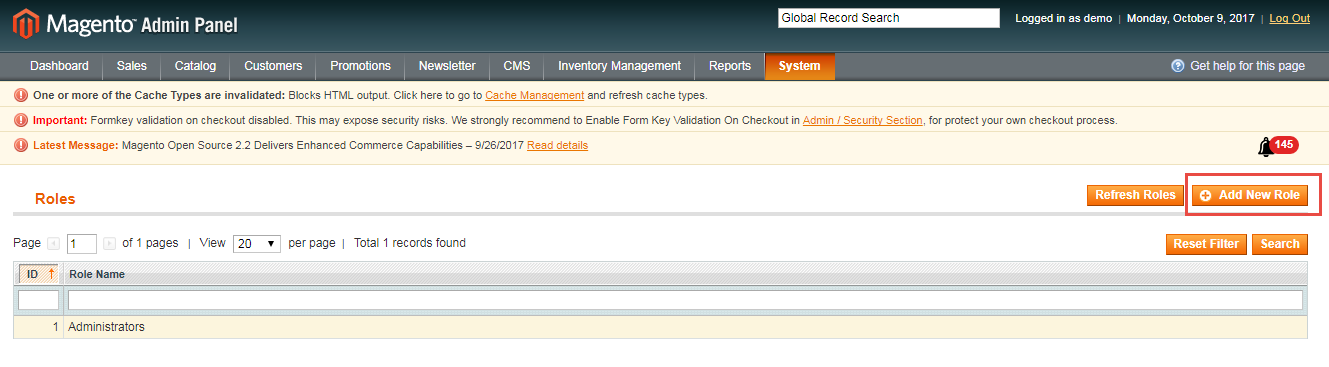 Magento™ Admin Panel Global Record Search Logged in as demo | Monday, October 9, 2017 | Log Out
Dashboard Sales Catalog Customers Promotions Newsletter CMS Inventory Management Reports System Get help for this page
One or more of the Cache Types are invalidated: Blocks HTML output. Click here to go to Cache Management and refresh cache types.
Important: Formkey validation on checkout disabled. This may expose security risks. We strongly recommend to Enable Form Key Validation On Checkout in Admin / Security Section, for protect your own checkout process.
Latest Message: Magento Open Source 2.2 Delivers Enhanced Commerce Capabilities – 9/26/2017 Read details 145
Roles Refresh Roles Add New Role
Page 1 of 1 pages | View 20 per page | Total 1 records found Reset Filter Search
ID Role Name
1 Administrators